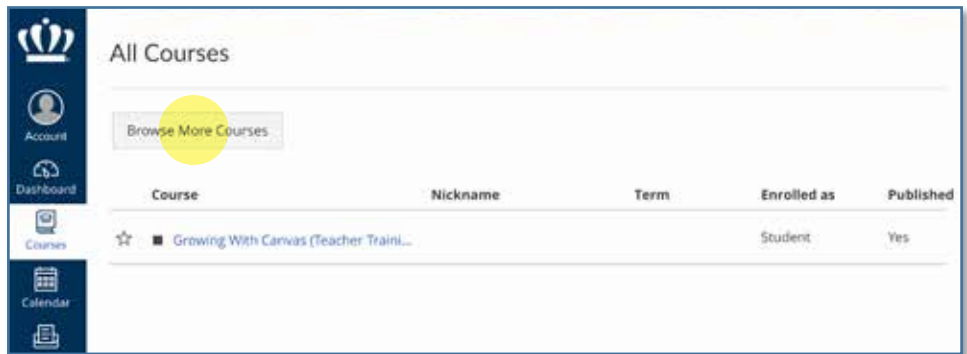 All Courses
Account
Browse More Courses
Dashboard
Course Nickname Term Enrolled as Published
Courses
Growing With Canvas (Teacher Traini... Student Yes
Calendar